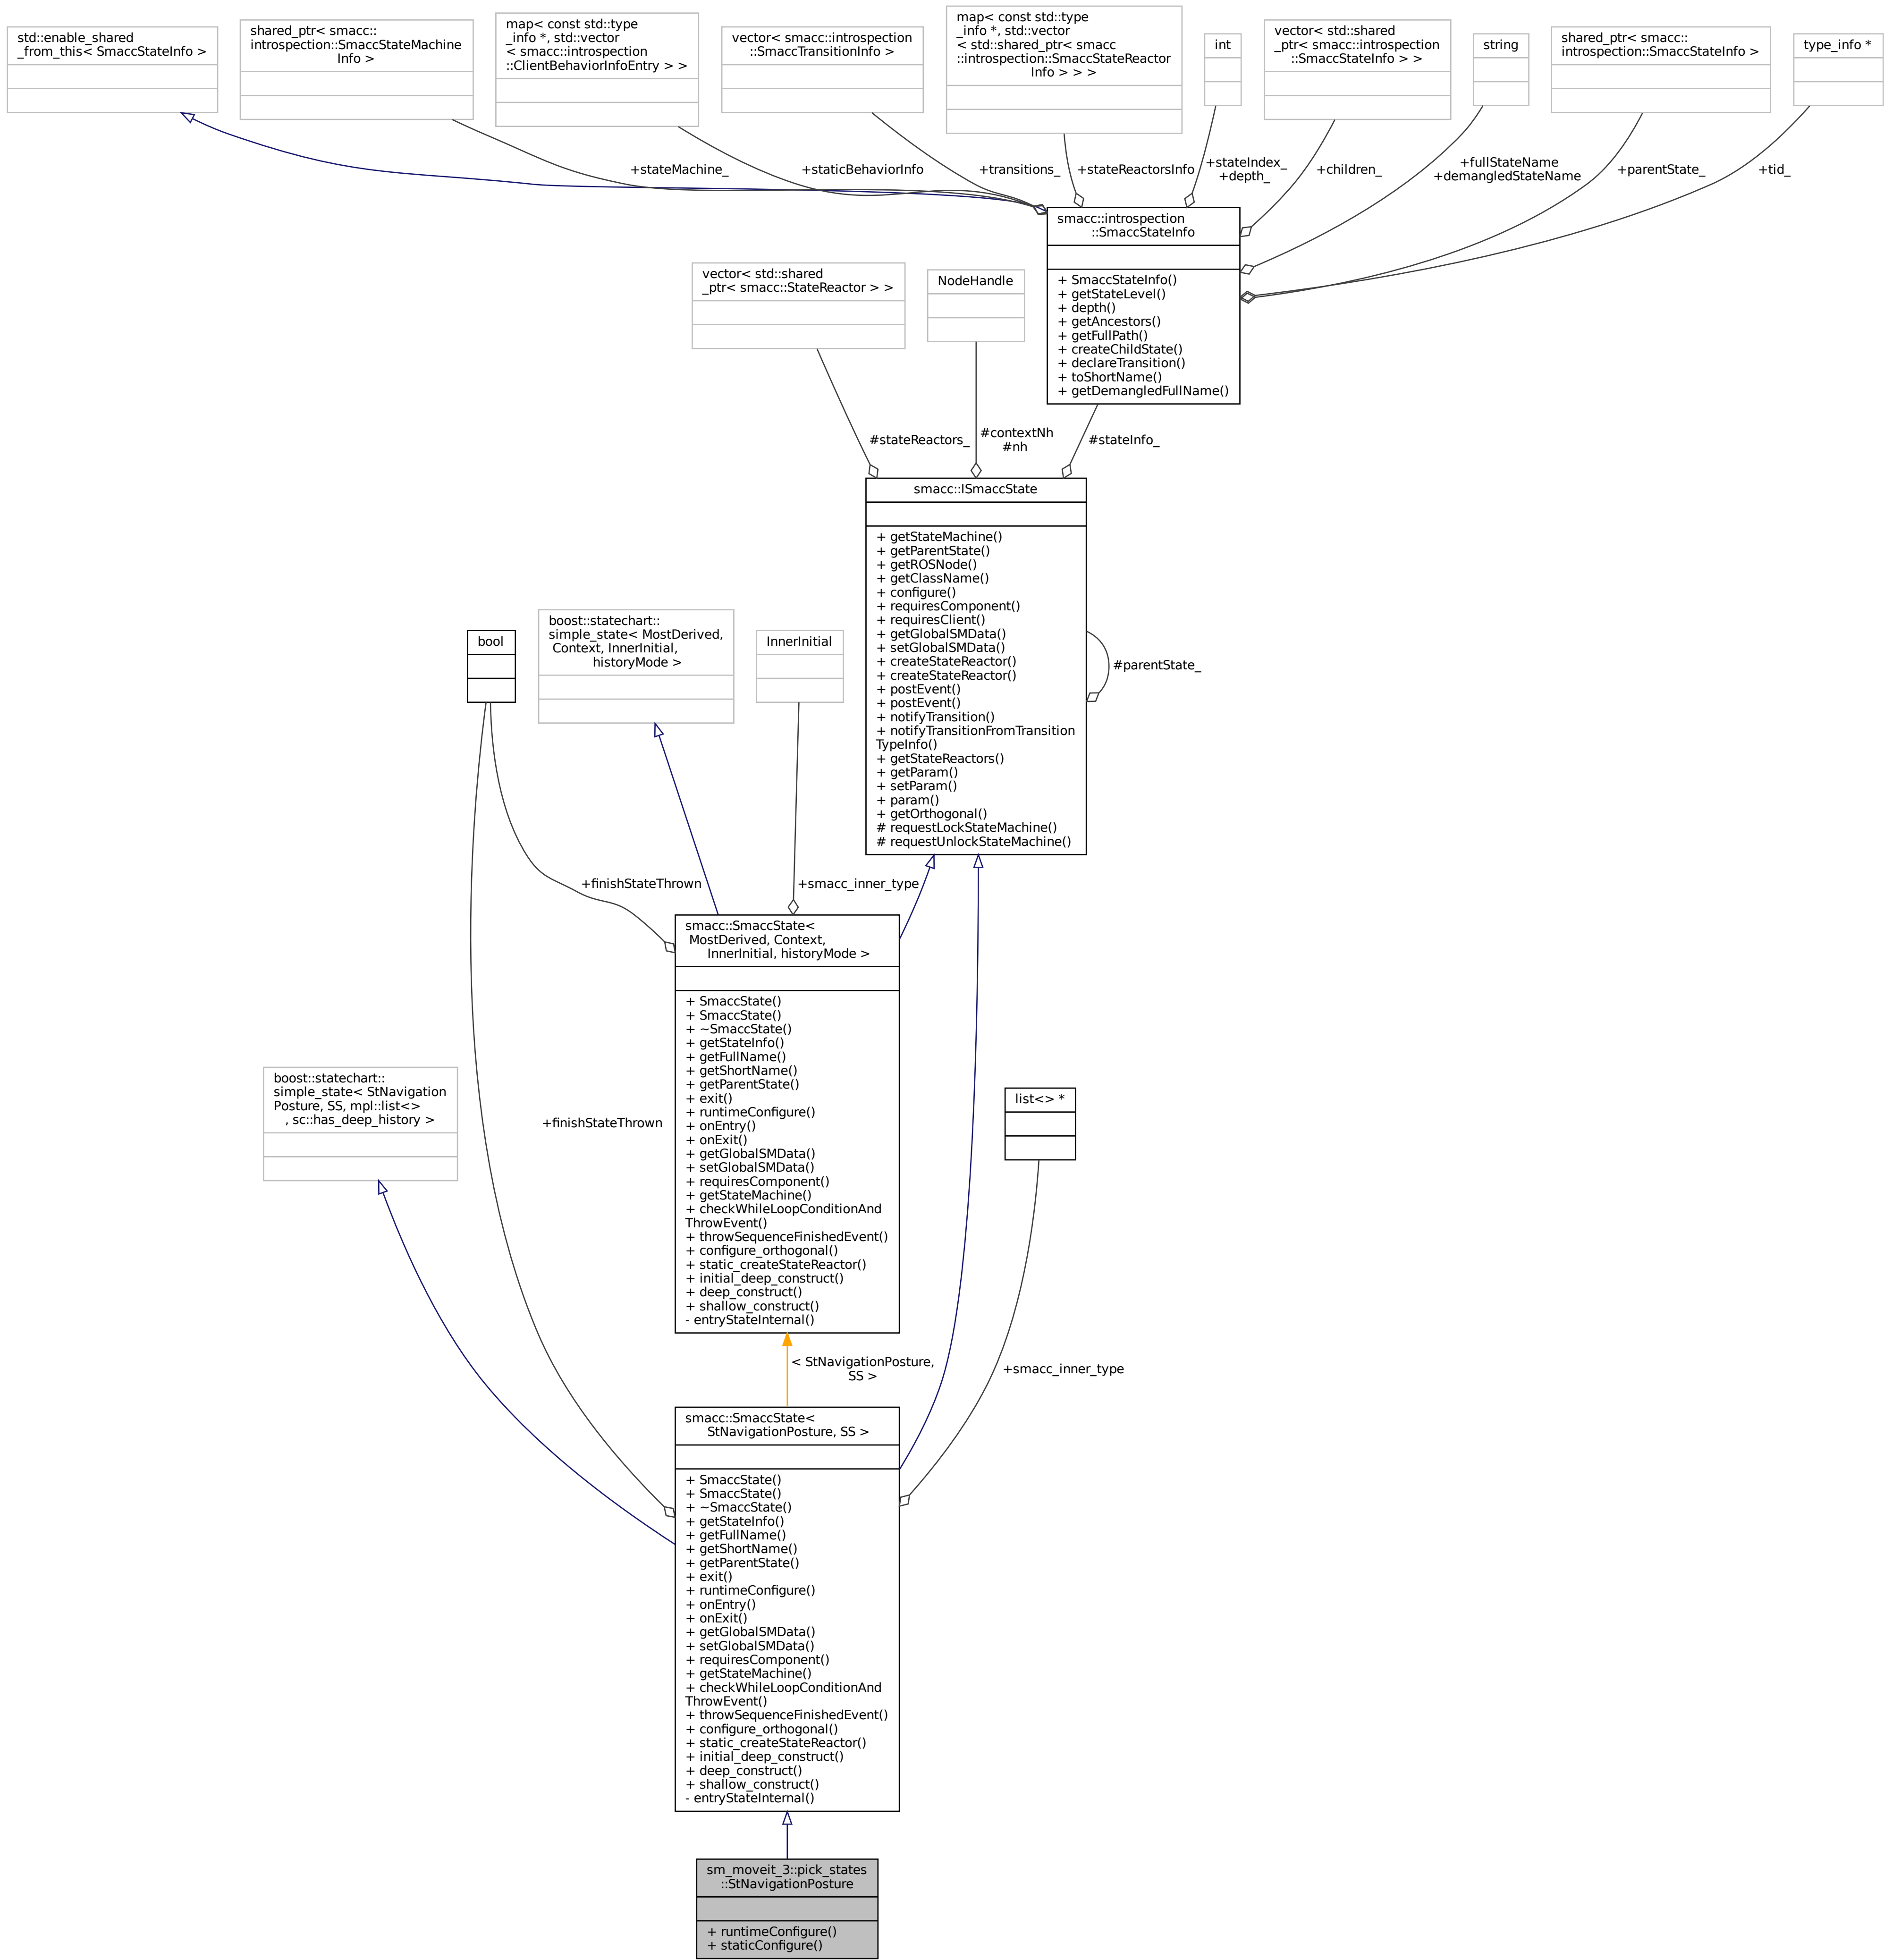 std::enable_shared
_from_this< SmaccStateInfo >
shared_ptr< smacc::
introspection::SmaccStateMachine
Info >
map< const std::type
_info *, std::vector
< smacc::introspection
::ClientBehaviorInfoEntry > >
vector< smacc::introspection
::SmaccTransitionInfo >
map< const std::type
_info *, std::vector
< std::shared_ptr< smacc
::introspection::SmaccStateReactor
Info > > >
int
vector< std::shared
_ptr< smacc::introspection
::SmaccStateInfo > >
string
shared_ptr< smacc::
introspection::SmaccStateInfo >
type_info *
+stateMachine_
+staticBehaviorInfo
+transitions_
+stateReactorsInfo
+stateIndex_
+depth_
+children_
+fullStateName
+demangledStateName
+parentState_
+tid_
smacc::introspection
::SmaccStateInfo
+ SmaccStateInfo()
+ getStateLevel()
+ depth()
+ getAncestors()
+ getFullPath()
+ createChildState()
+ declareTransition()
+ toShortName()
+ getDemangledFullName()
vector< std::shared
_ptr< smacc::StateReactor > >
NodeHandle
#stateReactors_
#contextNh
#nh
#stateInfo_
smacc::ISmaccState
+ getStateMachine()
+ getParentState()
+ getROSNode()
+ getClassName()
+ configure()
+ requiresComponent()
+ requiresClient()
+ getGlobalSMData()
+ setGlobalSMData()
+ createStateReactor()
+ createStateReactor()
+ postEvent()
+ postEvent()
+ notifyTransition()
+ notifyTransitionFromTransition
TypeInfo()
+ getStateReactors()
+ getParam()
+ setParam()
+ param()
+ getOrthogonal()
# requestLockStateMachine()
# requestUnlockStateMachine()
#parentState_
bool
boost::statechart::
simple_state< MostDerived,
Context, InnerInitial,
historyMode >
InnerInitial
+finishStateThrown
+smacc_inner_type
smacc::SmaccState<
MostDerived, Context,
InnerInitial, historyMode >
+ SmaccState()
+ SmaccState()
+ ~SmaccState()
+ getStateInfo()
+ getFullName()
+ getShortName()
+ getParentState()
+ exit()
+ runtimeConfigure()
+ onEntry()
+ onExit()
+ getGlobalSMData()
+ setGlobalSMData()
+ requiresComponent()
+ getStateMachine()
+ checkWhileLoopConditionAnd
ThrowEvent()
+ throwSequenceFinishedEvent()
+ configure_orthogonal()
+ static_createStateReactor()
+ initial_deep_construct()
+ deep_construct()
+ shallow_construct()
- entryStateInternal()
boost::statechart::
simple_state< StNavigation
Posture, SS, mpl::list<>
, sc::has_deep_history >
+finishStateThrown
list<> *
< StNavigationPosture,
SS >
+smacc_inner_type
smacc::SmaccState<
StNavigationPosture, SS >
+ SmaccState()
+ SmaccState()
+ ~SmaccState()
+ getStateInfo()
+ getFullName()
+ getShortName()
+ getParentState()
+ exit()
+ runtimeConfigure()
+ onEntry()
+ onExit()
+ getGlobalSMData()
+ setGlobalSMData()
+ requiresComponent()
+ getStateMachine()
+ checkWhileLoopConditionAnd
ThrowEvent()
+ throwSequenceFinishedEvent()
+ configure_orthogonal()
+ static_createStateReactor()
+ initial_deep_construct()
+ deep_construct()
+ shallow_construct()
- entryStateInternal()
sm_moveit_3::pick_states
::StNavigationPosture
+ runtimeConfigure()
+ staticConfigure()